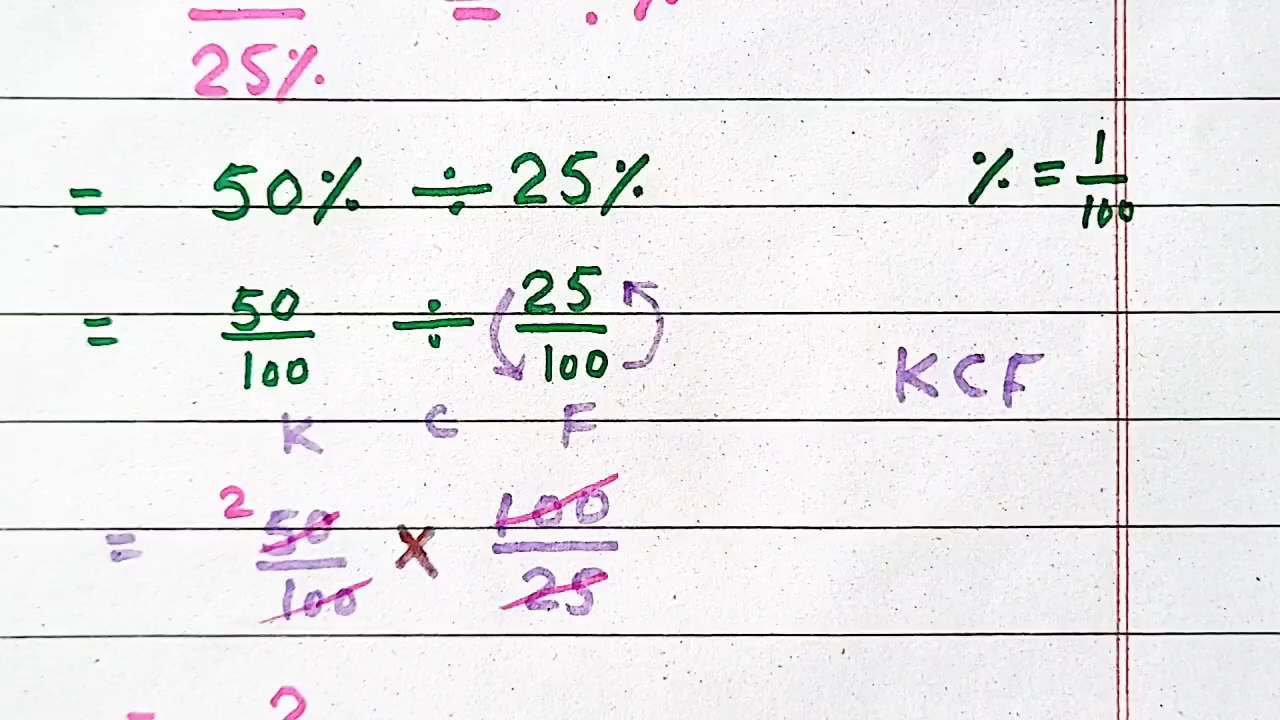 25%
= 50% ÷ 25%
% = 1/100
= 50/100 ÷ 25/100
KCF
K C F
2
= 50/100 × 100/25
= 2